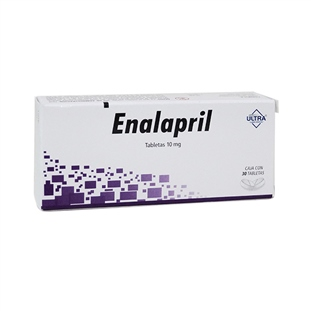 Enalapril
Tabletas 10 mg
ULTRA
CAJA CON
30 TABLETAS